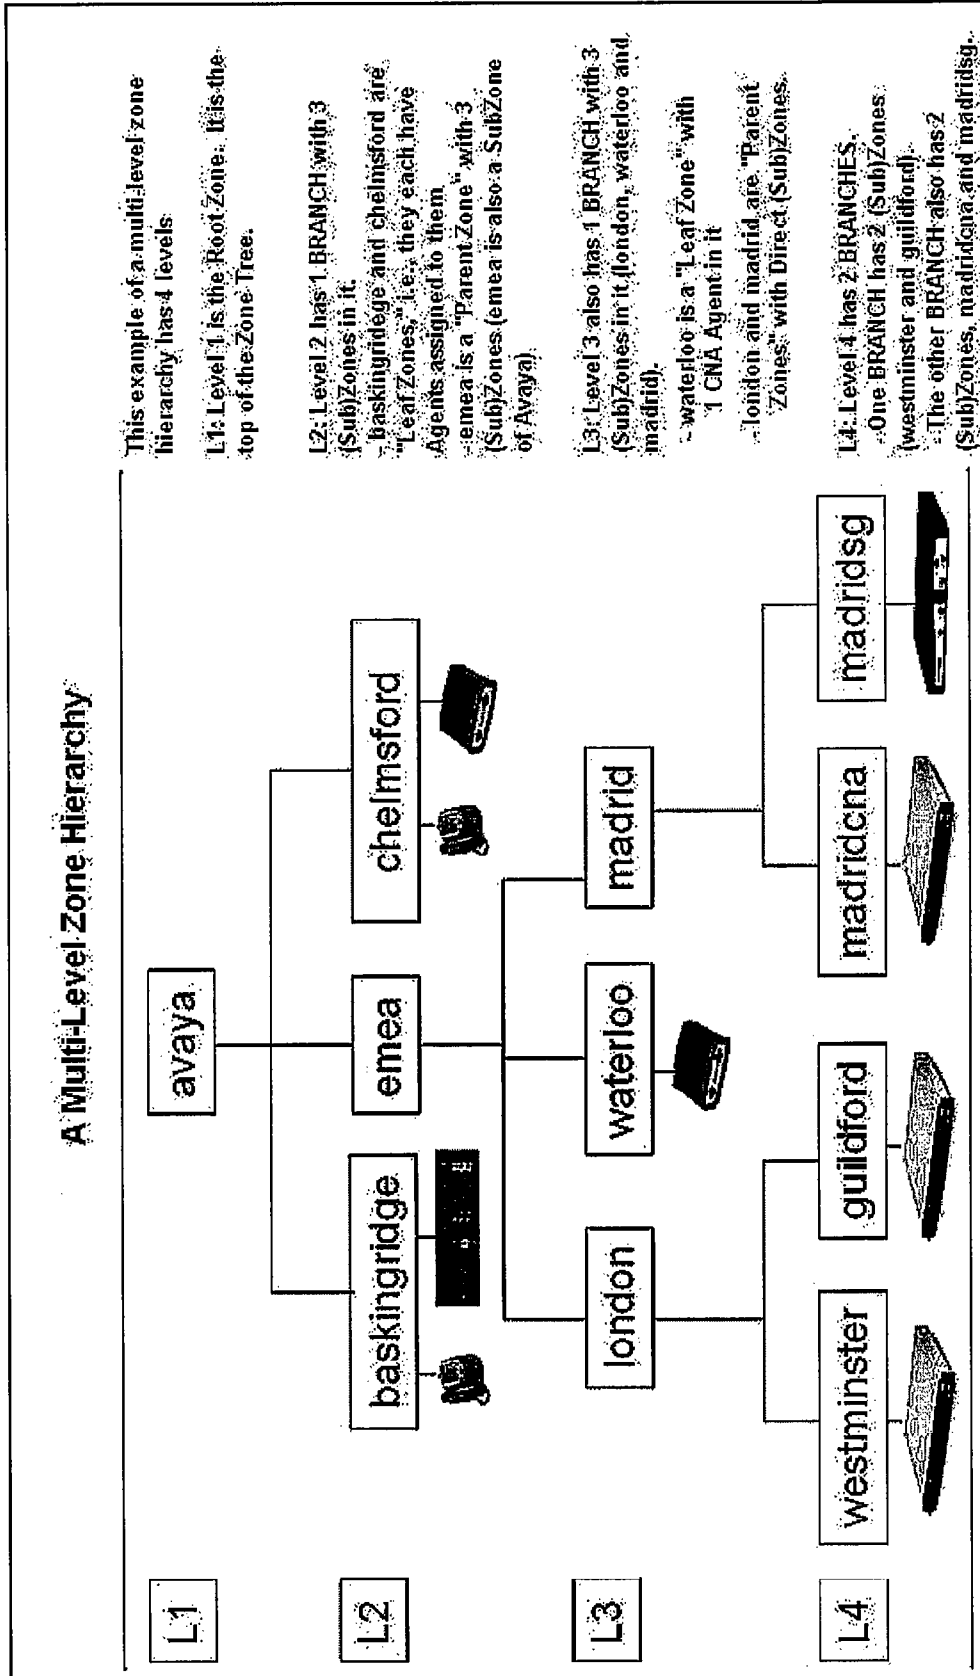 A Multi-Level Zone Hierarchy
L1
avaya
This example of a multi-level zone
hierarchy has 4 levels
L1: Level 1 is the Root Zone. It is the
top of the Zone Tree.
L2
baskingridge
emea
chelmsford
L2: Level 2 has 1 BRANCH with 3
(Sub)Zones in it.
- baskingridege and chelmsford are
"Leaf Zones," i.e., they each have
Agents assigned to them
- emea is a "Parent Zone" with 3
(Sub)Zones (emea is also a SubZone
of Avaya)
L3
london
waterloo
madrid
L3: Level 3 also has 1 BRANCH with 3
(Sub)Zones in it (london, waterloo and
madrid).
- waterloo is a "Leaf Zone" with
1 CNA Agent in it
- london and madrid are "Parent
Zones" with Direct (Sub)Zones.
L4
westminster
guildford
madridcna
madridsg
L4: Level 4 has 2 BRANCHES.
- One BRANCH has 2 (Sub)Zones
(westminster and guildford)
- The other BRANCH also has 2
(Sub)Zones, madridcna and madridsg.